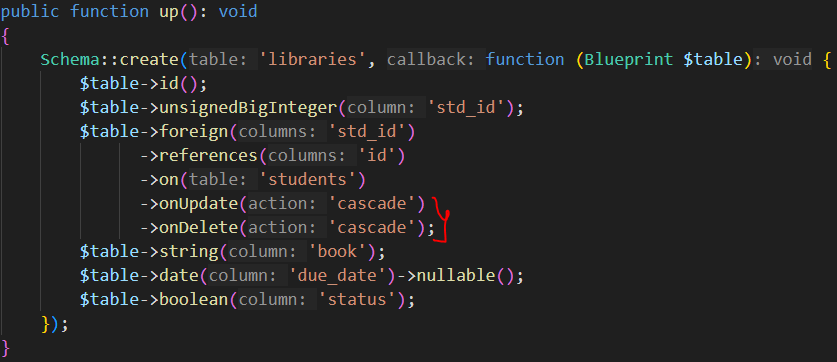 public function up(): void
{
Schema::create(table: 'libraries', callback: function (Blueprint $table): void {
$table->id();
$table->unsignedBigInteger(column: 'std_id');
$table->foreign(columns: 'std_id')
->references(columns: 'id')
->on(table: 'students')
->onUpdate(action: 'cascade')
->onDelete(action: 'cascade');
$table->string(column: 'book');
$table->date(column: 'due_date')->nullable();
$table->boolean(column: 'status');
});
}